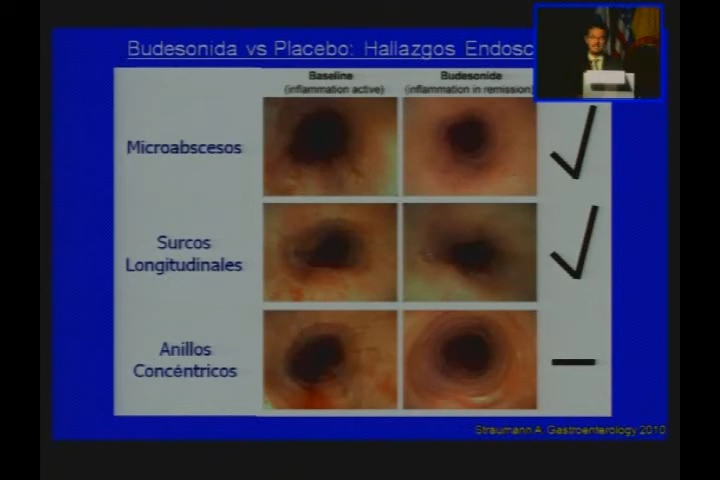 Budesonida vs Placebo: Hallazgos Endosc
Baseline
(inflammation active)
Budesonide
(inflammation in remission)
Microabscesos
Surcos
Longitudinales
Anillos
Concéntricos
Straumann A. Gastroenterology 2010